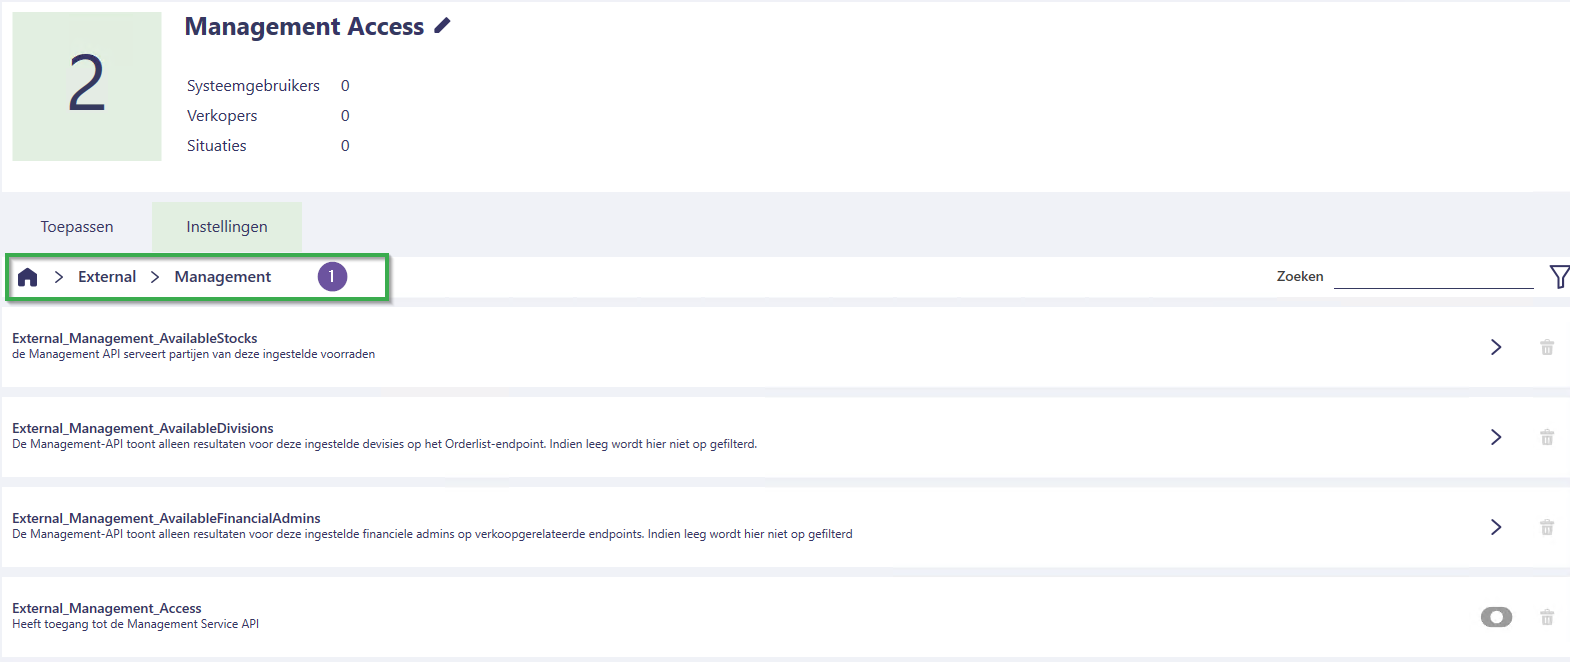 2
Management Access
Systeemgebruikers 0
Verkopers 0
Situaties 0
Toepassen Instellingen
External Management 1 Zoeken
External_Management_AvailableStocks
de Management API serveert partijen van deze ingestelde voorraden
External_Management_AvailableDivisions
De Management-API toont alleen resultaten voor deze ingestelde devisies op het Orderlist-endpoint. Indien leeg wordt hier niet op gefilterd.
External_Management_AvailableFinancialAdmins
De Management-API toont alleen resultaten voor deze ingestelde financiele admins op verkoopgerelateerde endpoints. Indien leeg wordt hier niet op gefilterd
External_Management_Access
Heeft toegang tot de Management Service API